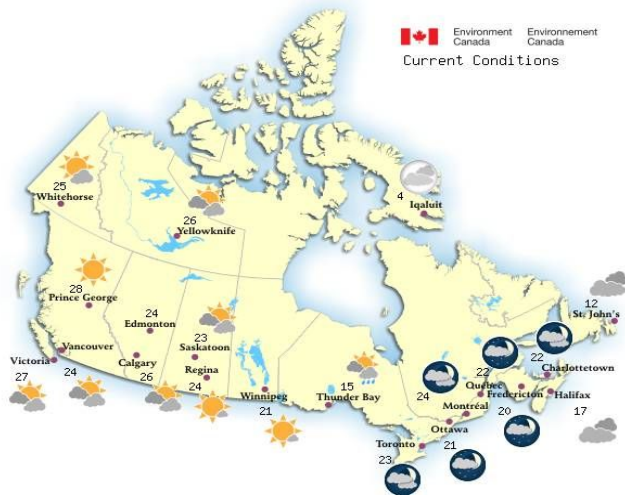 Environment Canada
Environnement Canada
Current Conditions
25
Whitehorse
4
Iqaluit
26
Yellowknife
28
Prince George
12
St. John's
24
Edmonton
23
Saskatoon
22
Charlottetown
Vancouver
Victoria
Calgary
Regina
27
24
26
24
Winnipeg
21
15
Thunder Bay
24
22
Québec
Fredericton
Halifax
Montréal
20
17
Ottawa
Toronto
21
23